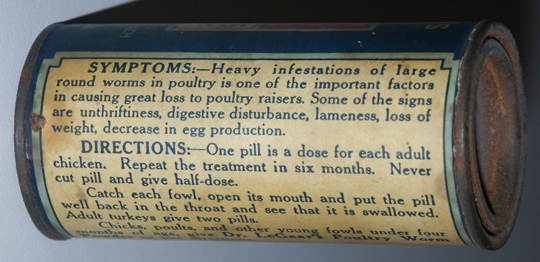 SYMPTOMS:—Heavy infestations of large
round worms in poultry is one of the important factors
in causing great loss to poultry raisers. Some of the signs
are unthriftiness, digestive disturbance, lameness, loss of
weight, decrease in egg production.
DIRECTIONS:—One pill is a dose for each adult
chicken. Repeat the treatment in six months. Never
cut pill and give half-dose.
Catch each fowl, open its mouth and put the pill
well back in the throat and see that it is swallowed.
Adult turkeys give two pills.
Chicks, poults, and other young fowls under four
months of age, give Dr. LeGear's Poultry Worm